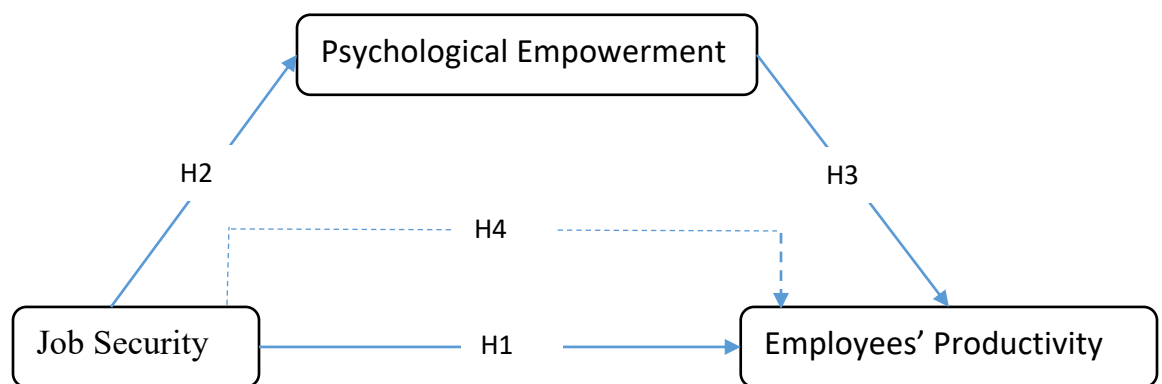 Psychological Empowerment
H2
H3
H4
Job Security
H1
Employees’ Productivity